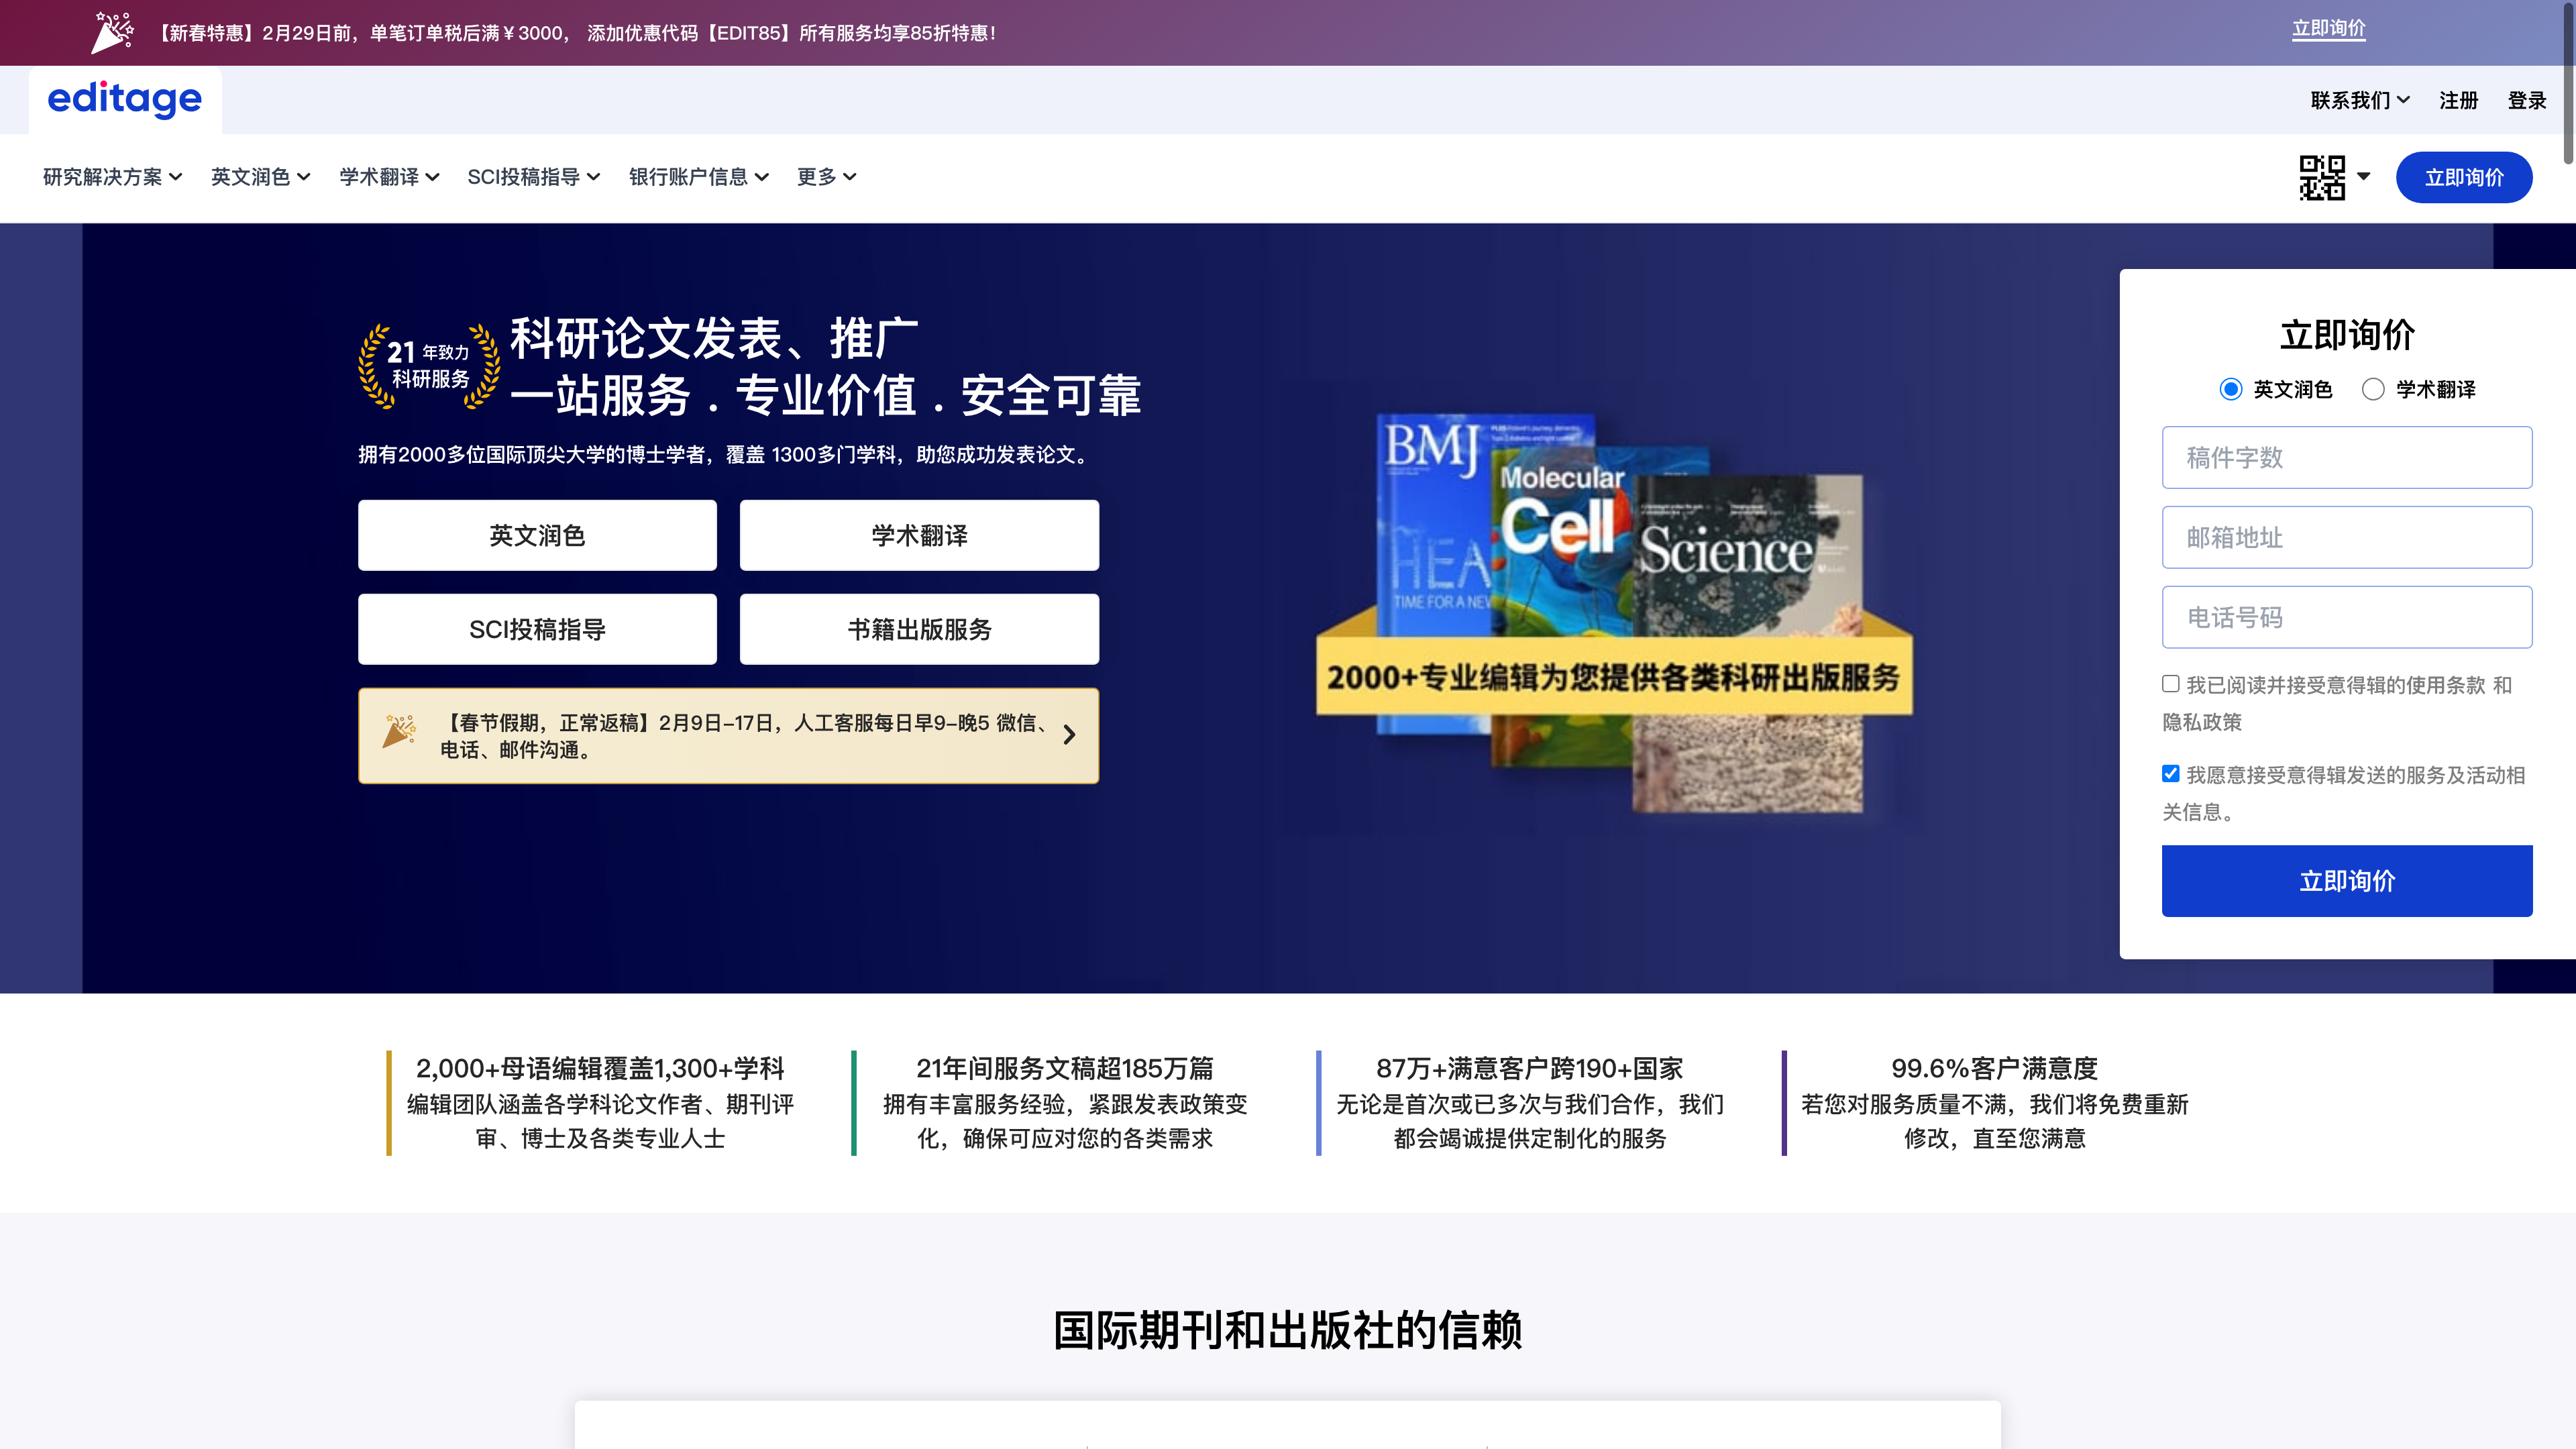 【新春特惠】2月29日前，单笔订单税后满￥3000， 添加优惠代码【EDIT85】所有服务均享85折特惠！
立即询价
editage
联系我们 注册 登录
研究解决方案 英文润色 学术翻译 SCI投稿指导 银行账户信息 更多
立即询价
21 年致力
科研服务
科研论文发表、推广
一站服务 . 专业价值 . 安全可靠
拥有2000多位国际顶尖大学的博士学者，覆盖 1300多门学科，助您成功发表论文。
英文润色 学术翻译
SCI投稿指导 书籍出版服务
【春节假期，正常返稿】2月9日–17日，人工客服每日早9–晚5 微信、
电话、邮件沟通。
BMJ
HEA
TIME FOR A NEW
Molecular
Cell
Science
2000+专业编辑为您提供各类科研出版服务
立即询价
英文润色 学术翻译
稿件字数
邮箱地址
电话号码
我已阅读并接受意得辑的使用条款 和
隐私政策
我愿意接受意得辑发送的服务及活动相
关信息。
立即询价
2,000+母语编辑覆盖1,300+学科
编辑团队涵盖各学科论文作者、期刊评
审、博士及各类专业人士
21年间服务文稿超185万篇
拥有丰富服务经验，紧跟发表政策变
化，确保可应对您的各类需求
87万+满意客户跨190+国家
无论是首次或已多次与我们合作，我们
都会竭诚提供定制化的服务
99.6%客户满意度
若您对服务质量不满，我们将免费重新
修改，直至您满意
国际期刊和出版社的信赖